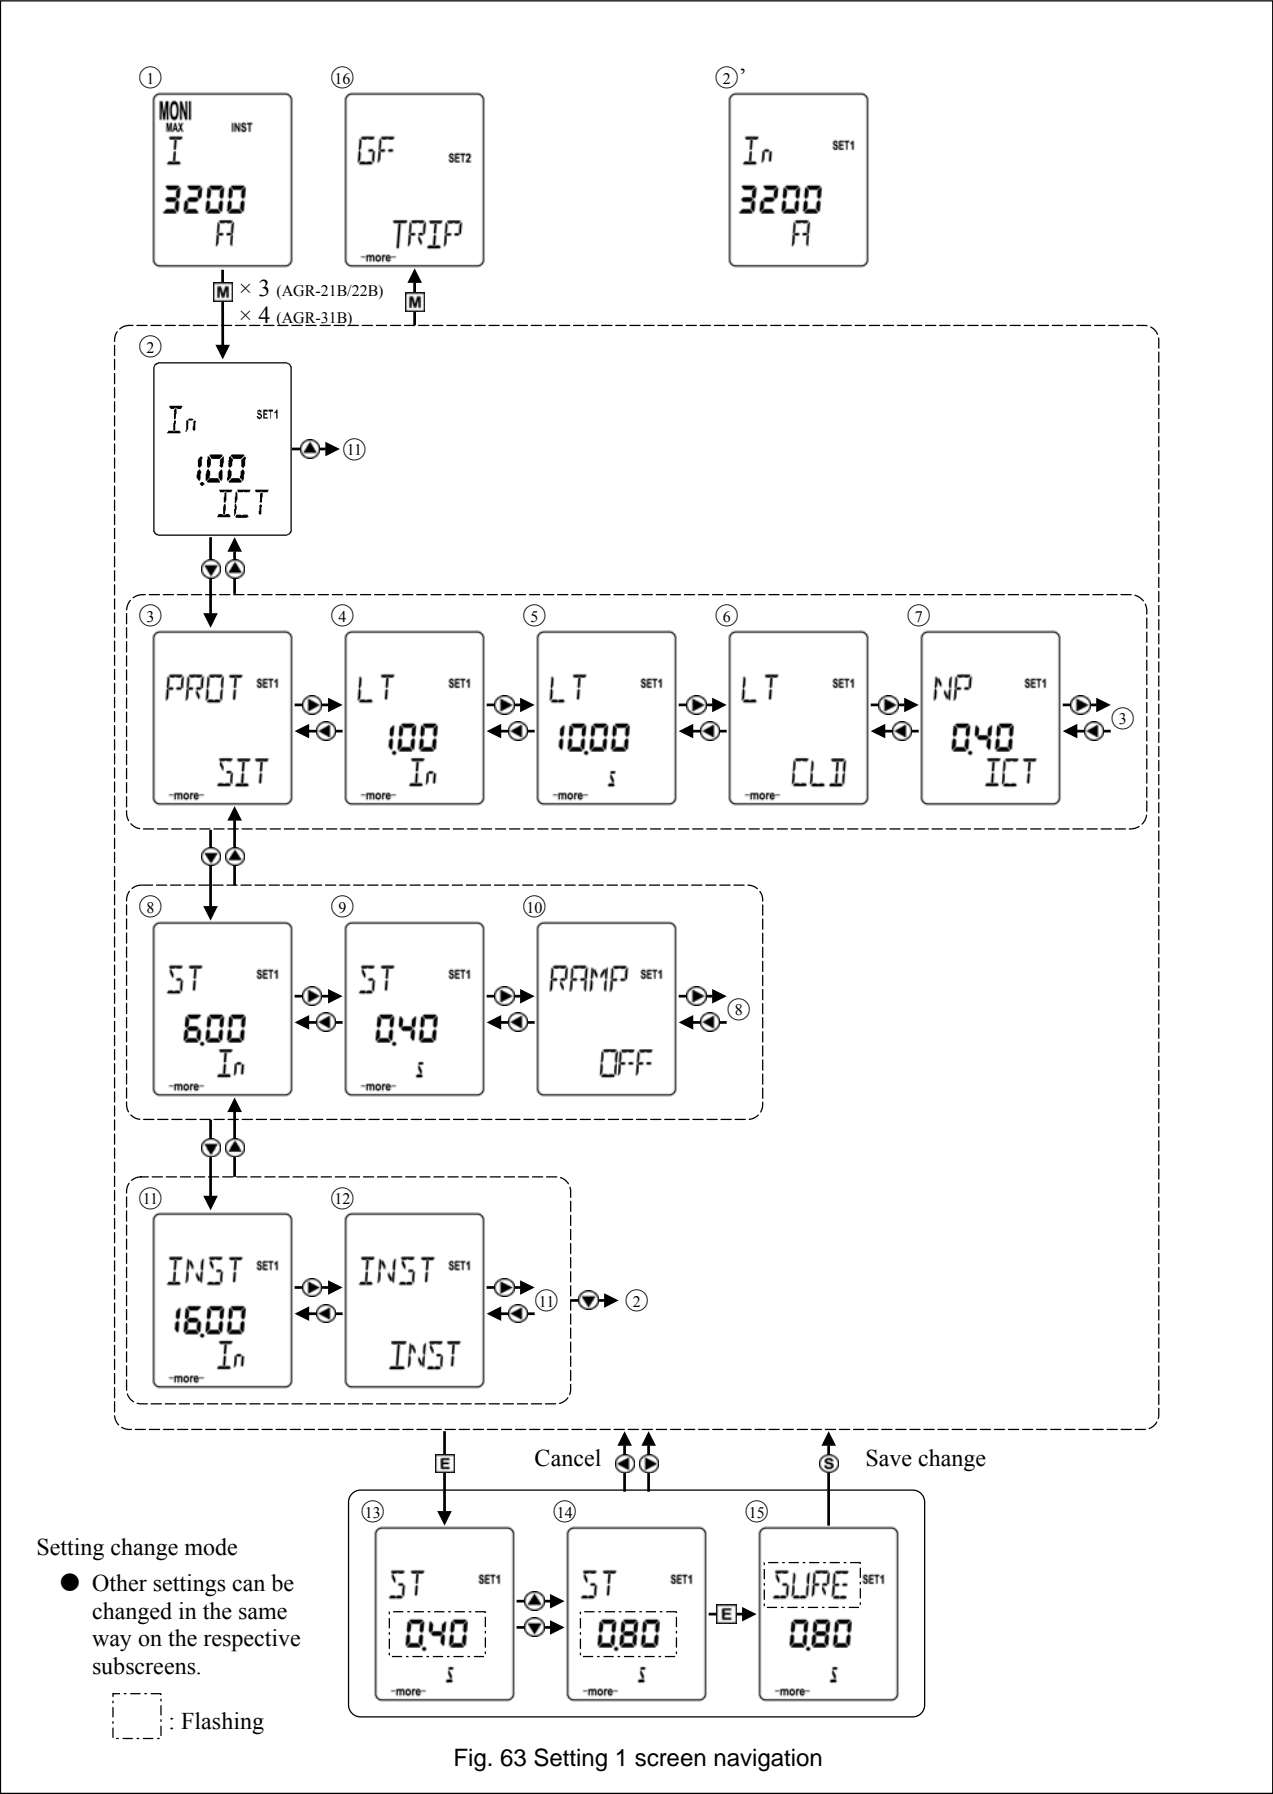 ① ⑯ ②’
MONI
MAX INST
I
3200
A
GF SET2
TRIP
-more-
In SET1
3200
A
M × 3 (AGR-21B/22B)
× 4 (AGR-31B)
M
②
In SET1
1.00
ICT
⑪
③ ④ ⑤ ⑥ ⑦
PROT SET1
SIT
-more-
LT SET1
1.00
In
-more-
LT SET1
10.00
s
-more-
LT SET1
CLD
-more-
NP SET1
0.40
ICT
③
⑧ ⑨ ⑩
ST SET1
6.00
In
-more-
ST SET1
0.40
s
-more-
RAMP SET1
OFF
⑧
⑪ ⑫
INST SET1
16.00
In
-more-
INST SET1
INST
⑪
②
E
Cancel
S
Save change
⑬ ⑭ ⑮
ST SET1
0.40
s
-more-
ST SET1
0.80
s
-more-
E
SURE SET1
0.80
s
-more-
Setting change mode
● Other settings can be
changed in the same
way on the respective
subscreens.
: Flashing
Fig. 63 Setting 1 screen navigation